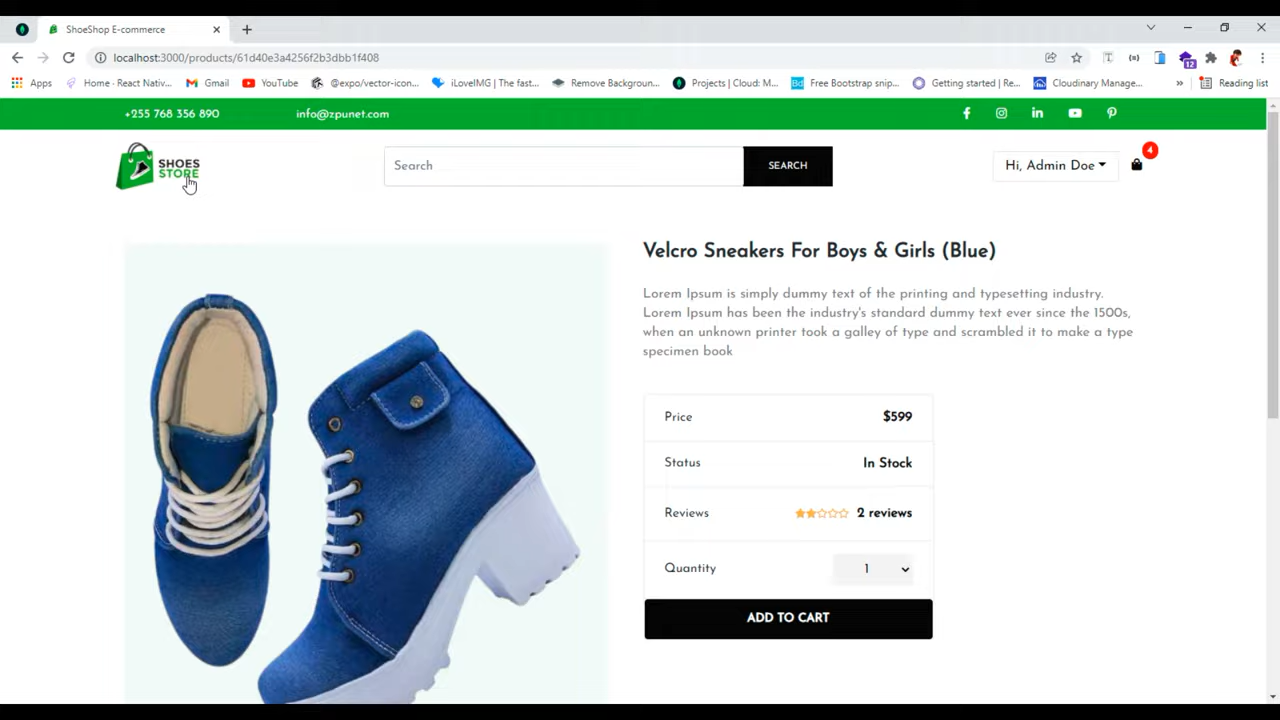 ShoeShop E-commerce
localhost:3000/products/61d40e3a4256f2b3dbb1f408
Apps Home - React Nativ... Gmail YouTube @expo/vector-icon... iLoveIMG | The fast... Remove Backgroun... Projects | Cloud: M... Bd Free Bootstrap snip... Getting started | Re... Cloudinary Manage... » Reading list
12
+255 768 356 890 info@zpunet.com
SHOES
STORE
Search SEARCH
Hi, Admin Doe 4
Velcro Sneakers For Boys & Girls (Blue)
Lorem Ipsum is simply dummy text of the printing and typesetting industry.
Lorem Ipsum has been the industry's standard dummy text ever since the 1500s,
when an unknown printer took a galley of type and scrambled it to make a type
specimen book
Price $599
Status In Stock
Reviews 2 reviews
Quantity 1
ADD TO CART